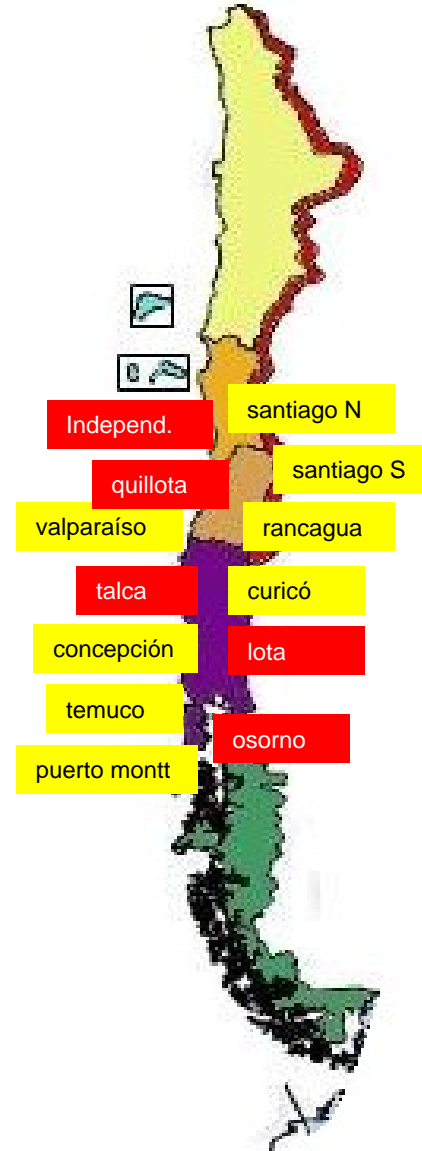 santiago N
Independ.
santiago S
quillota
valparaíso
rancagua
talca
curicó
concepción
lota
temuco
osorno
puerto montt